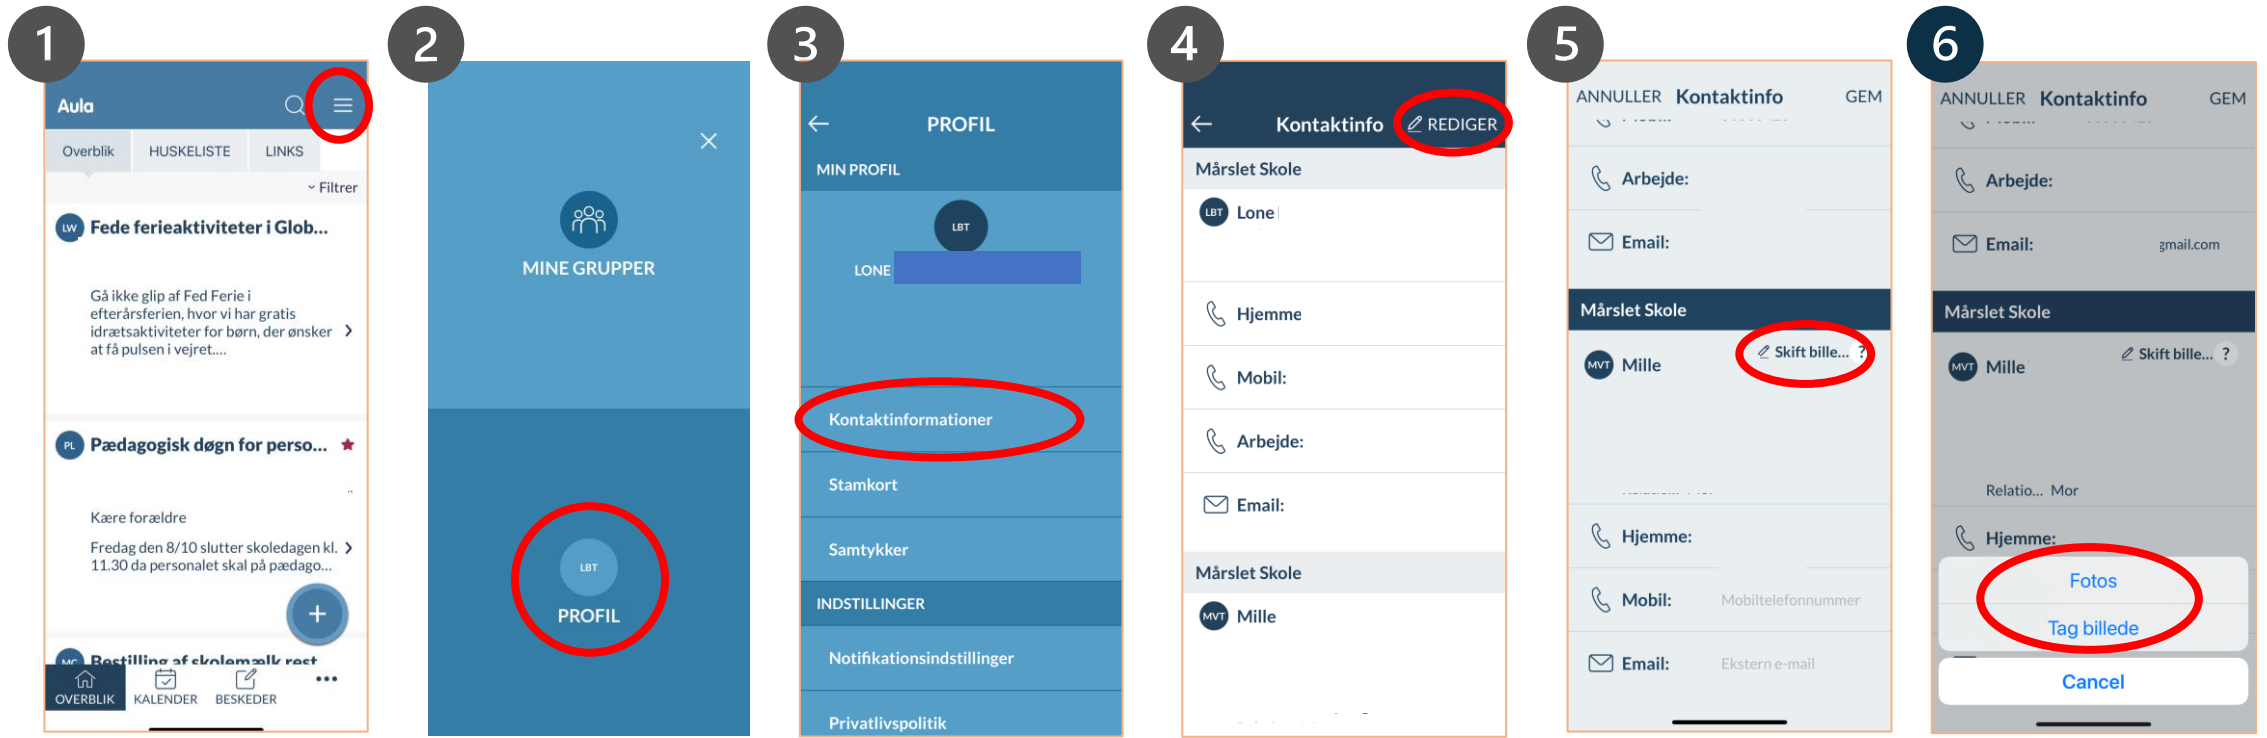 1
Aula
Overblik HUSKELISTE LINKS
Filtrer
LW Fede ferieaktiviteter i Glob...
Gå ikke glip af Fed Ferie i
efterårsferien, hvor vi har gratis
idrætsaktiviteter for børn, der ønsker
at få pulsen i vejret....
PL Pædagogisk døgn for perso...
Kære forældre
Fredag den 8/10 slutter skoledagen kl.
11.30 da personalet skal på pædago...
+
MC Bestilling af skolemælk rest
OVERBLIK KALENDER BESKEDER
2
MINE GRUPPER
LBT
PROFIL
3
PROFIL
MIN PROFIL
LBT
LONE
Kontaktinformationer
Stamkort
Samtykker
INDSTILLINGER
Notifikationsindstillinger
Privatlivspolitik
4
Kontaktinfo REDIGER
Mårslet Skole
LBT Lone
Hjemme
Mobil:
Arbejde:
Email:
Mårslet Skole
MVT Mille
5
ANNULLER Kontaktinfo GEM
Arbejde:
Email:
Mårslet Skole
Skift bille... ?
MVT Mille
Hjemme:
Mobil: Mobiltelefonnummer
Email: Ekstern e-mail
6
ANNULLER Kontaktinfo GEM
Arbejde:
Email: gmail.com
Mårslet Skole
Skift bille... ?
MVT Mille
Relatio... Mor
Hjemme:
Fotos
Tag billede
Cancel